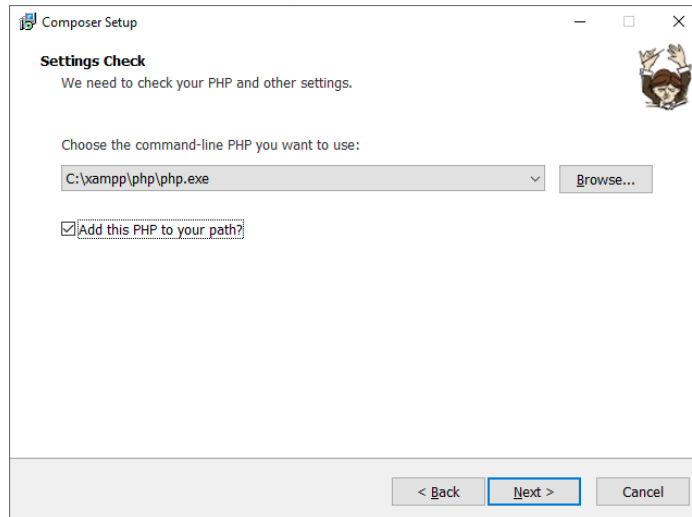 Composer Setup
Settings Check
We need to check your PHP and other settings.
Choose the command-line PHP you want to use:
C:\xampp\php\php.exe
Browse...
Add this PHP to your path?
< Back
Next >
Cancel